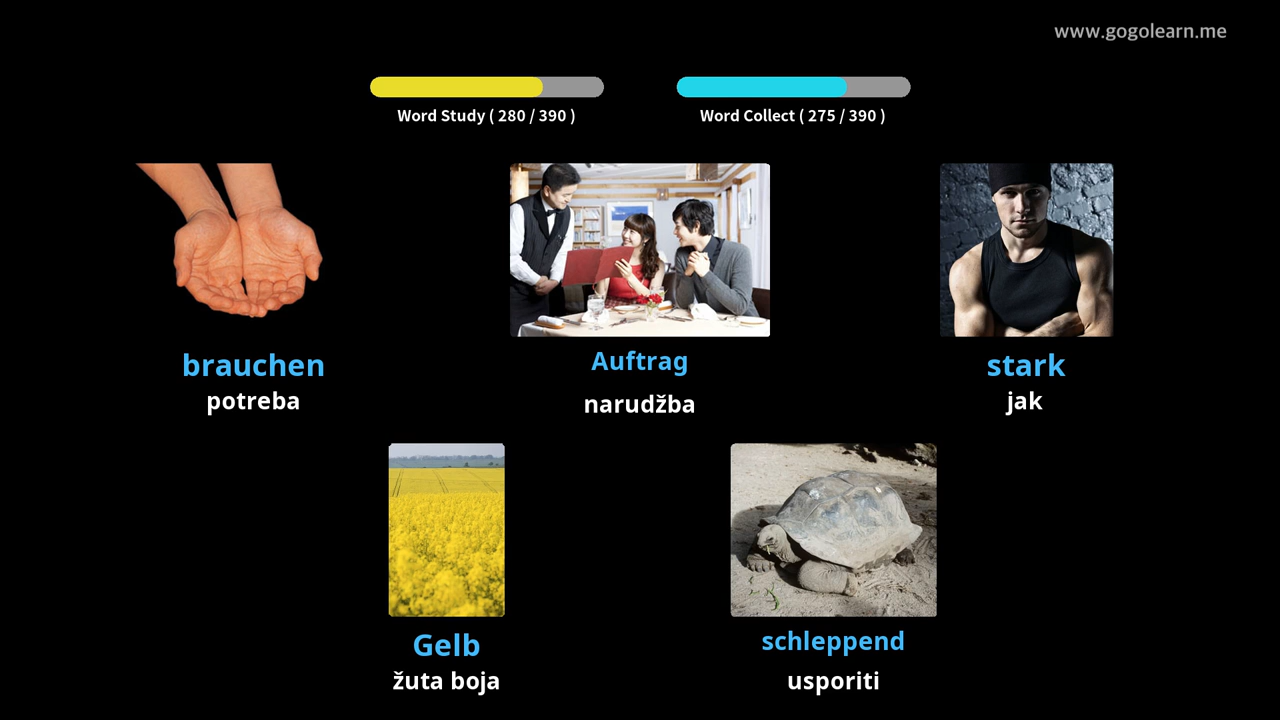 www.gogolearn.me
Word Study ( 280 / 390 )
Word Collect ( 275 / 390 )
brauchen
potreba
Auftrag
narudžba
stark
jak
Gelb
žuta boja
schleppend
usporiti